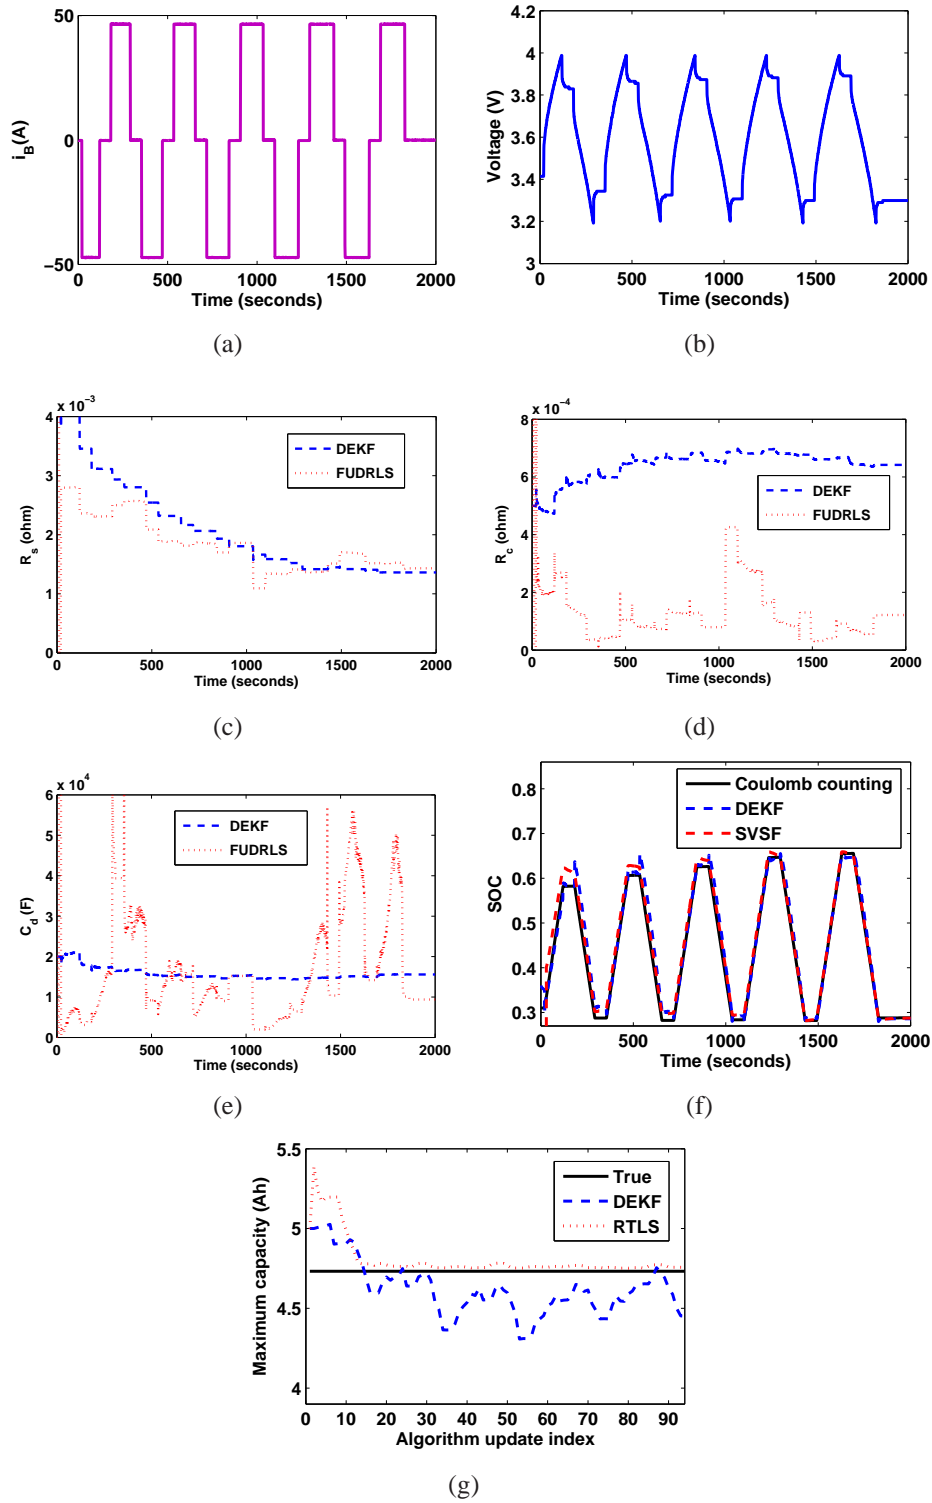 50
0
−50
i_B(A)
0 500 1000 1500 2000
Time (seconds)
(a)
4.2
4
3.8
3.6
3.4
3.2
3
Voltage (V)
0 500 1000 1500 2000
Time (seconds)
(b)
x 10^−3
4
3
2
1
0
R_s (ohm)
DEKF
FUDRLS
0 500 1000 1500 2000
Time (seconds)
(c)
x 10^−4
8
6
4
2
0
R_c (ohm)
DEKF
FUDRLS
0 500 1000 1500 2000
Time (seconds)
(d)
x 10^4
6
5
4
3
2
1
0
C_d (F)
DEKF
FUDRLS
0 500 1000 1500 2000
Time (seconds)
(e)
0.8
0.7
0.6
0.5
0.4
0.3
SOC
Coulomb counting
DEKF
SVSF
0 500 1000 1500 2000
Time (seconds)
(f)
5.5
5
4.5
4
Maximum capacity (Ah)
True
DEKF
RTLS
0 10 20 30 40 50 60 70 80 90
Algorithm update index
(g)